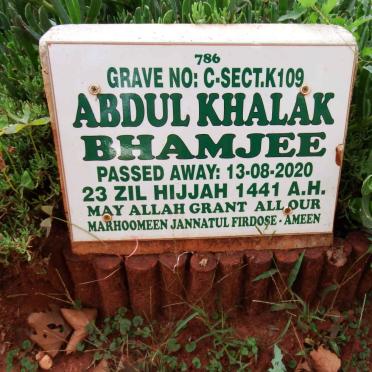 786
GRAVE NO: C-SECT.K109
ABDUL KHALAK
BHAMJEE
PASSED AWAY: 13-08-2020
23 ZIL HIJJAH 1441 A.H.
MAY ALLAH GRANT ALL OUR
MARHOOMEEN JANNATUL FIRDOSE - AMEEN